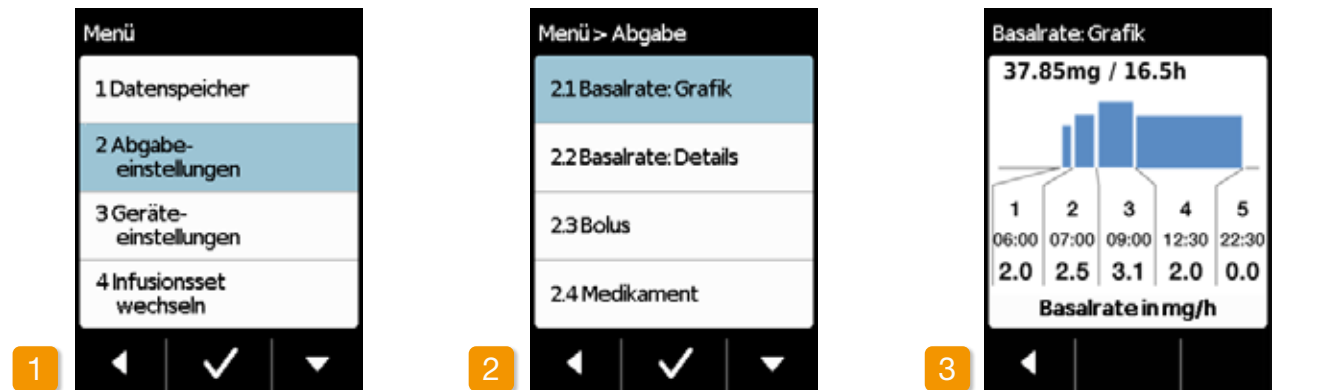 Menü
1 Datenspeicher
2 Abgabe-
einstellungen
3 Geräte-
einstellungen
4 Infusionsset
wechseln
1
Menü > Abgabe
2.1 Basalrate: Grafik
2.2 Basalrate: Details
2.3 Bolus
2.4 Medikament
2
Basalrate: Grafik
37.85mg / 16.5h
1 2 3 4 5
06:00 07:00 09:00 12:30 22:30
2.0 2.5 3.1 2.0 0.0
Basalrate in mg/h
3